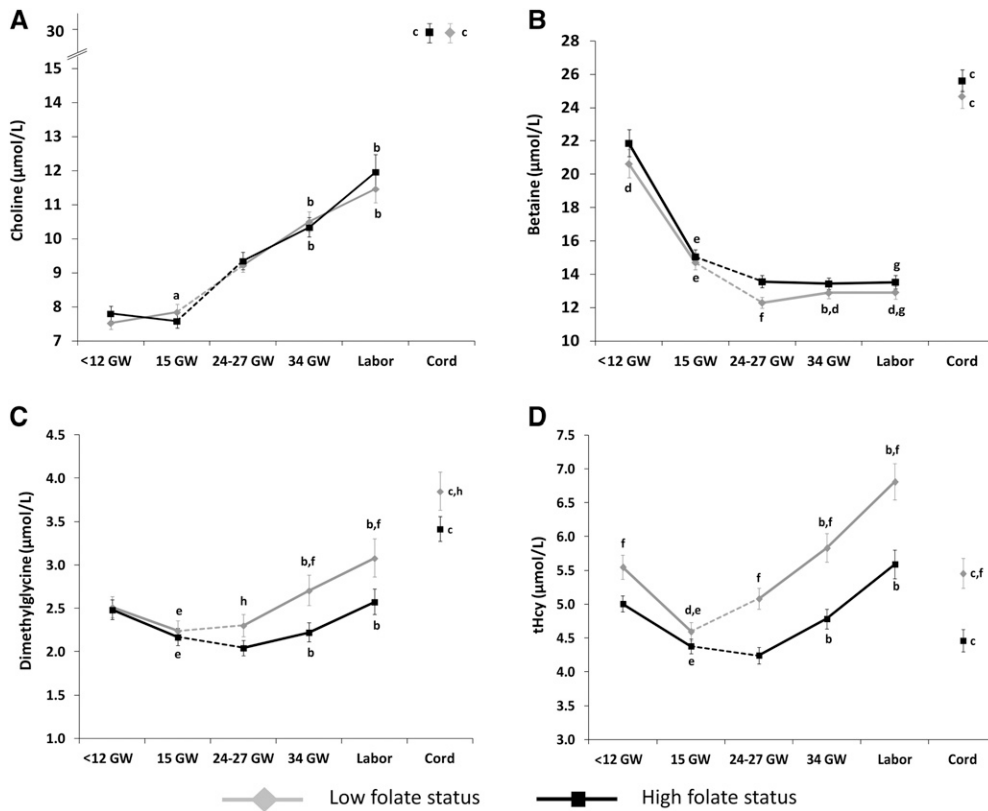 A
Choline (µmol/L)
30
15
14
13
12
11
10
9
8
7
c
c
a
b
b
b
b
<12 GW 15 GW 24-27 GW 34 GW Labor Cord
B
Betaine (µmol/L)
28
26
24
22
20
18
16
14
12
10
c
c
d
e
e
f
b,d
g
d,g
<12 GW 15 GW 24-27 GW 34 GW Labor Cord
C
Dimethylglycine (µmol/L)
4.5
4.0
3.5
3.0
2.5
2.0
1.5
1.0
c,h
c
b,f
b,f
h
e
e
b
b
<12 GW 15 GW 24-27 GW 34 GW Labor Cord
D
tHcy (µmol/L)
7.5
7.0
6.5
6.0
5.5
5.0
4.5
4.0
3.5
3.0
b,f
b,f
f
f
d,e
e
b
b
c,f
c
<12 GW 15 GW 24-27 GW 34 GW Labor Cord
Low folate status High folate status